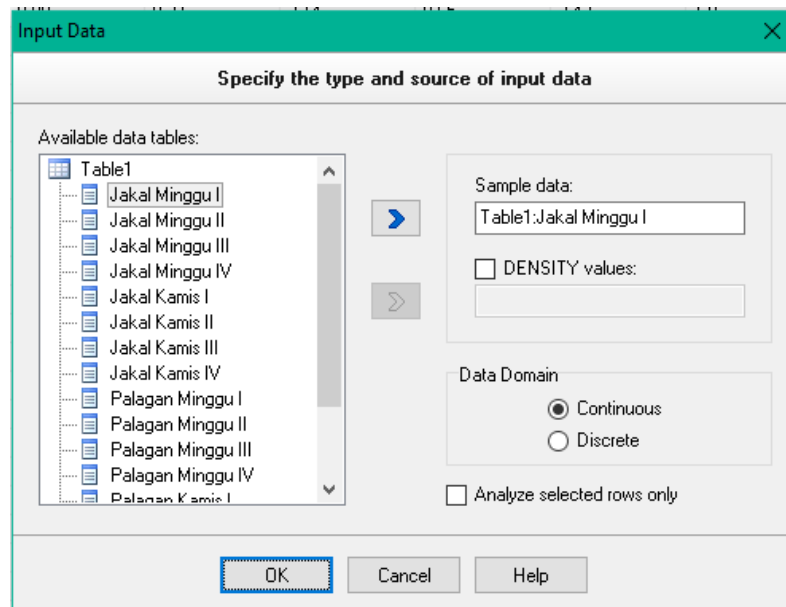 Input Data
Specify the type and source of input data
Available data tables:
Table1
Jakal Minggu I
Jakal Minggu II
Jakal Minggu III
Jakal Minggu IV
Jakal Kamis I
Jakal Kamis II
Jakal Kamis III
Jakal Kamis IV
Palagan Minggu I
Palagan Minggu II
Palagan Minggu III
Palagan Minggu IV
Palagan Kamis I
Sample data:
Table1:Jakal Minggu I
DENSITY values:
Data Domain
Continuous
Discrete
Analyze selected rows only
OK
Cancel
Help